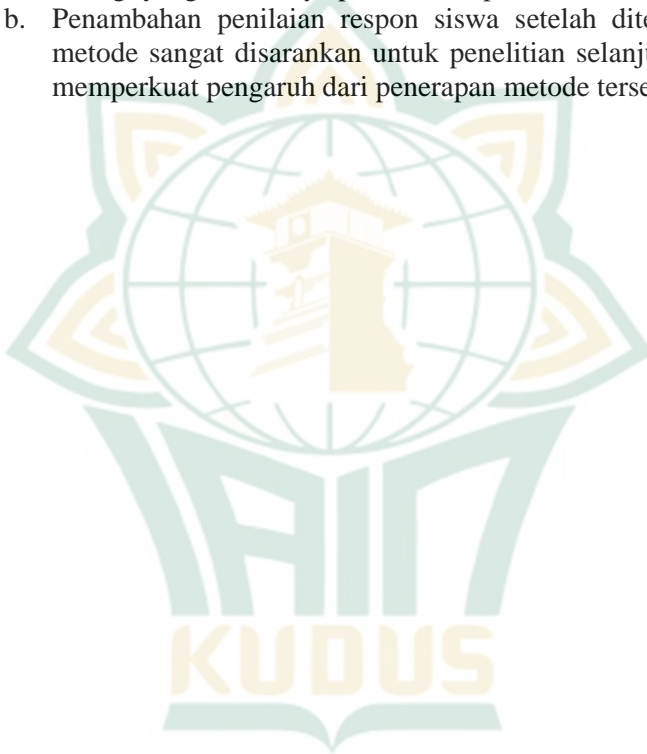 b. Penambahan penilaian respon siswa setelah dite
metode sangat disarankan untuk penelitian selanju
memperkuat pengaruh dari penerapan metode terse
IAIN
KUDUS